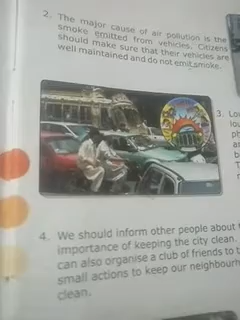 2. The major cause of air pollution is the
smoke emitted from vehicles. Citizens
should make sure that their vehicles are
well maintained and do not emit smoke.
3.
4. We should inform other people about
importance of keeping the city clean.
can also organise a club of friends to
small actions to keep our neighbourh
clean.